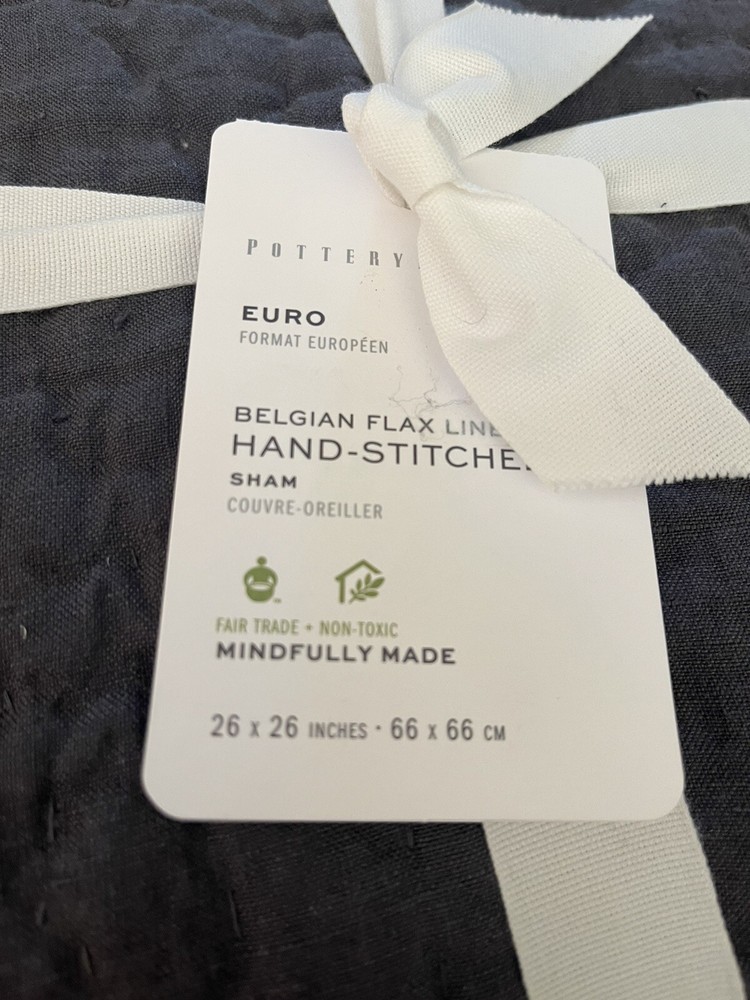 POTTERY
EURO
FORMAT EUROPÉEN
BELGIAN FLAX
HAND-STITCHE
SHAM
COUVRE-OREILLER
FAIR TRADE + NON-TOXIC
MINDFULLY MADE
26 x 26 INCHES · 66 x 66 CM